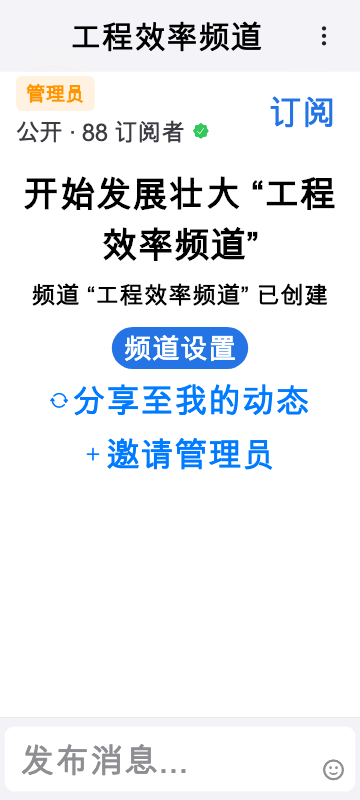 工程效率频道
管理员
公开 · 88 订阅者
订阅
开始发展壮大 “工程
效率频道”
频道 “工程效率频道” 已创建
频道设置
分享至我的动态
+ 邀请管理员
发布消息...